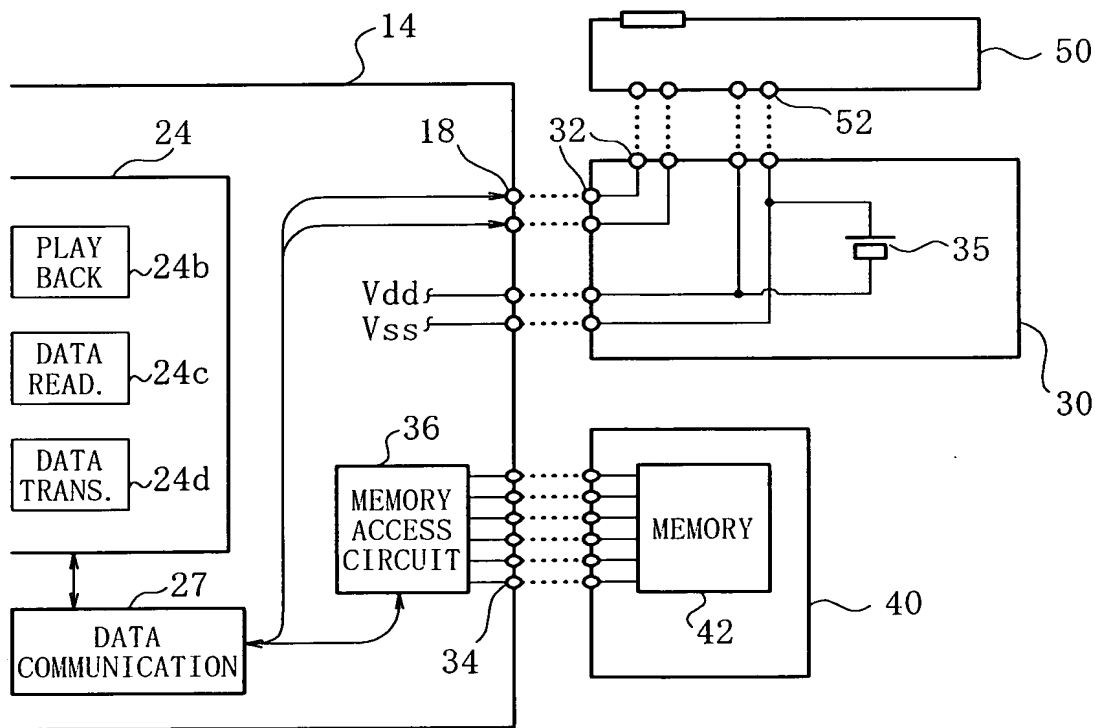 14
50
52
24
18
32
PLAY
BACK
24b
35
Vdd
Vss
DATA
READ.
24c
30
36
DATA
TRANS.
24d
MEMORY
ACCESS
CIRCUIT
MEMORY
27
40
42
34
DATA
COMMUNICATION